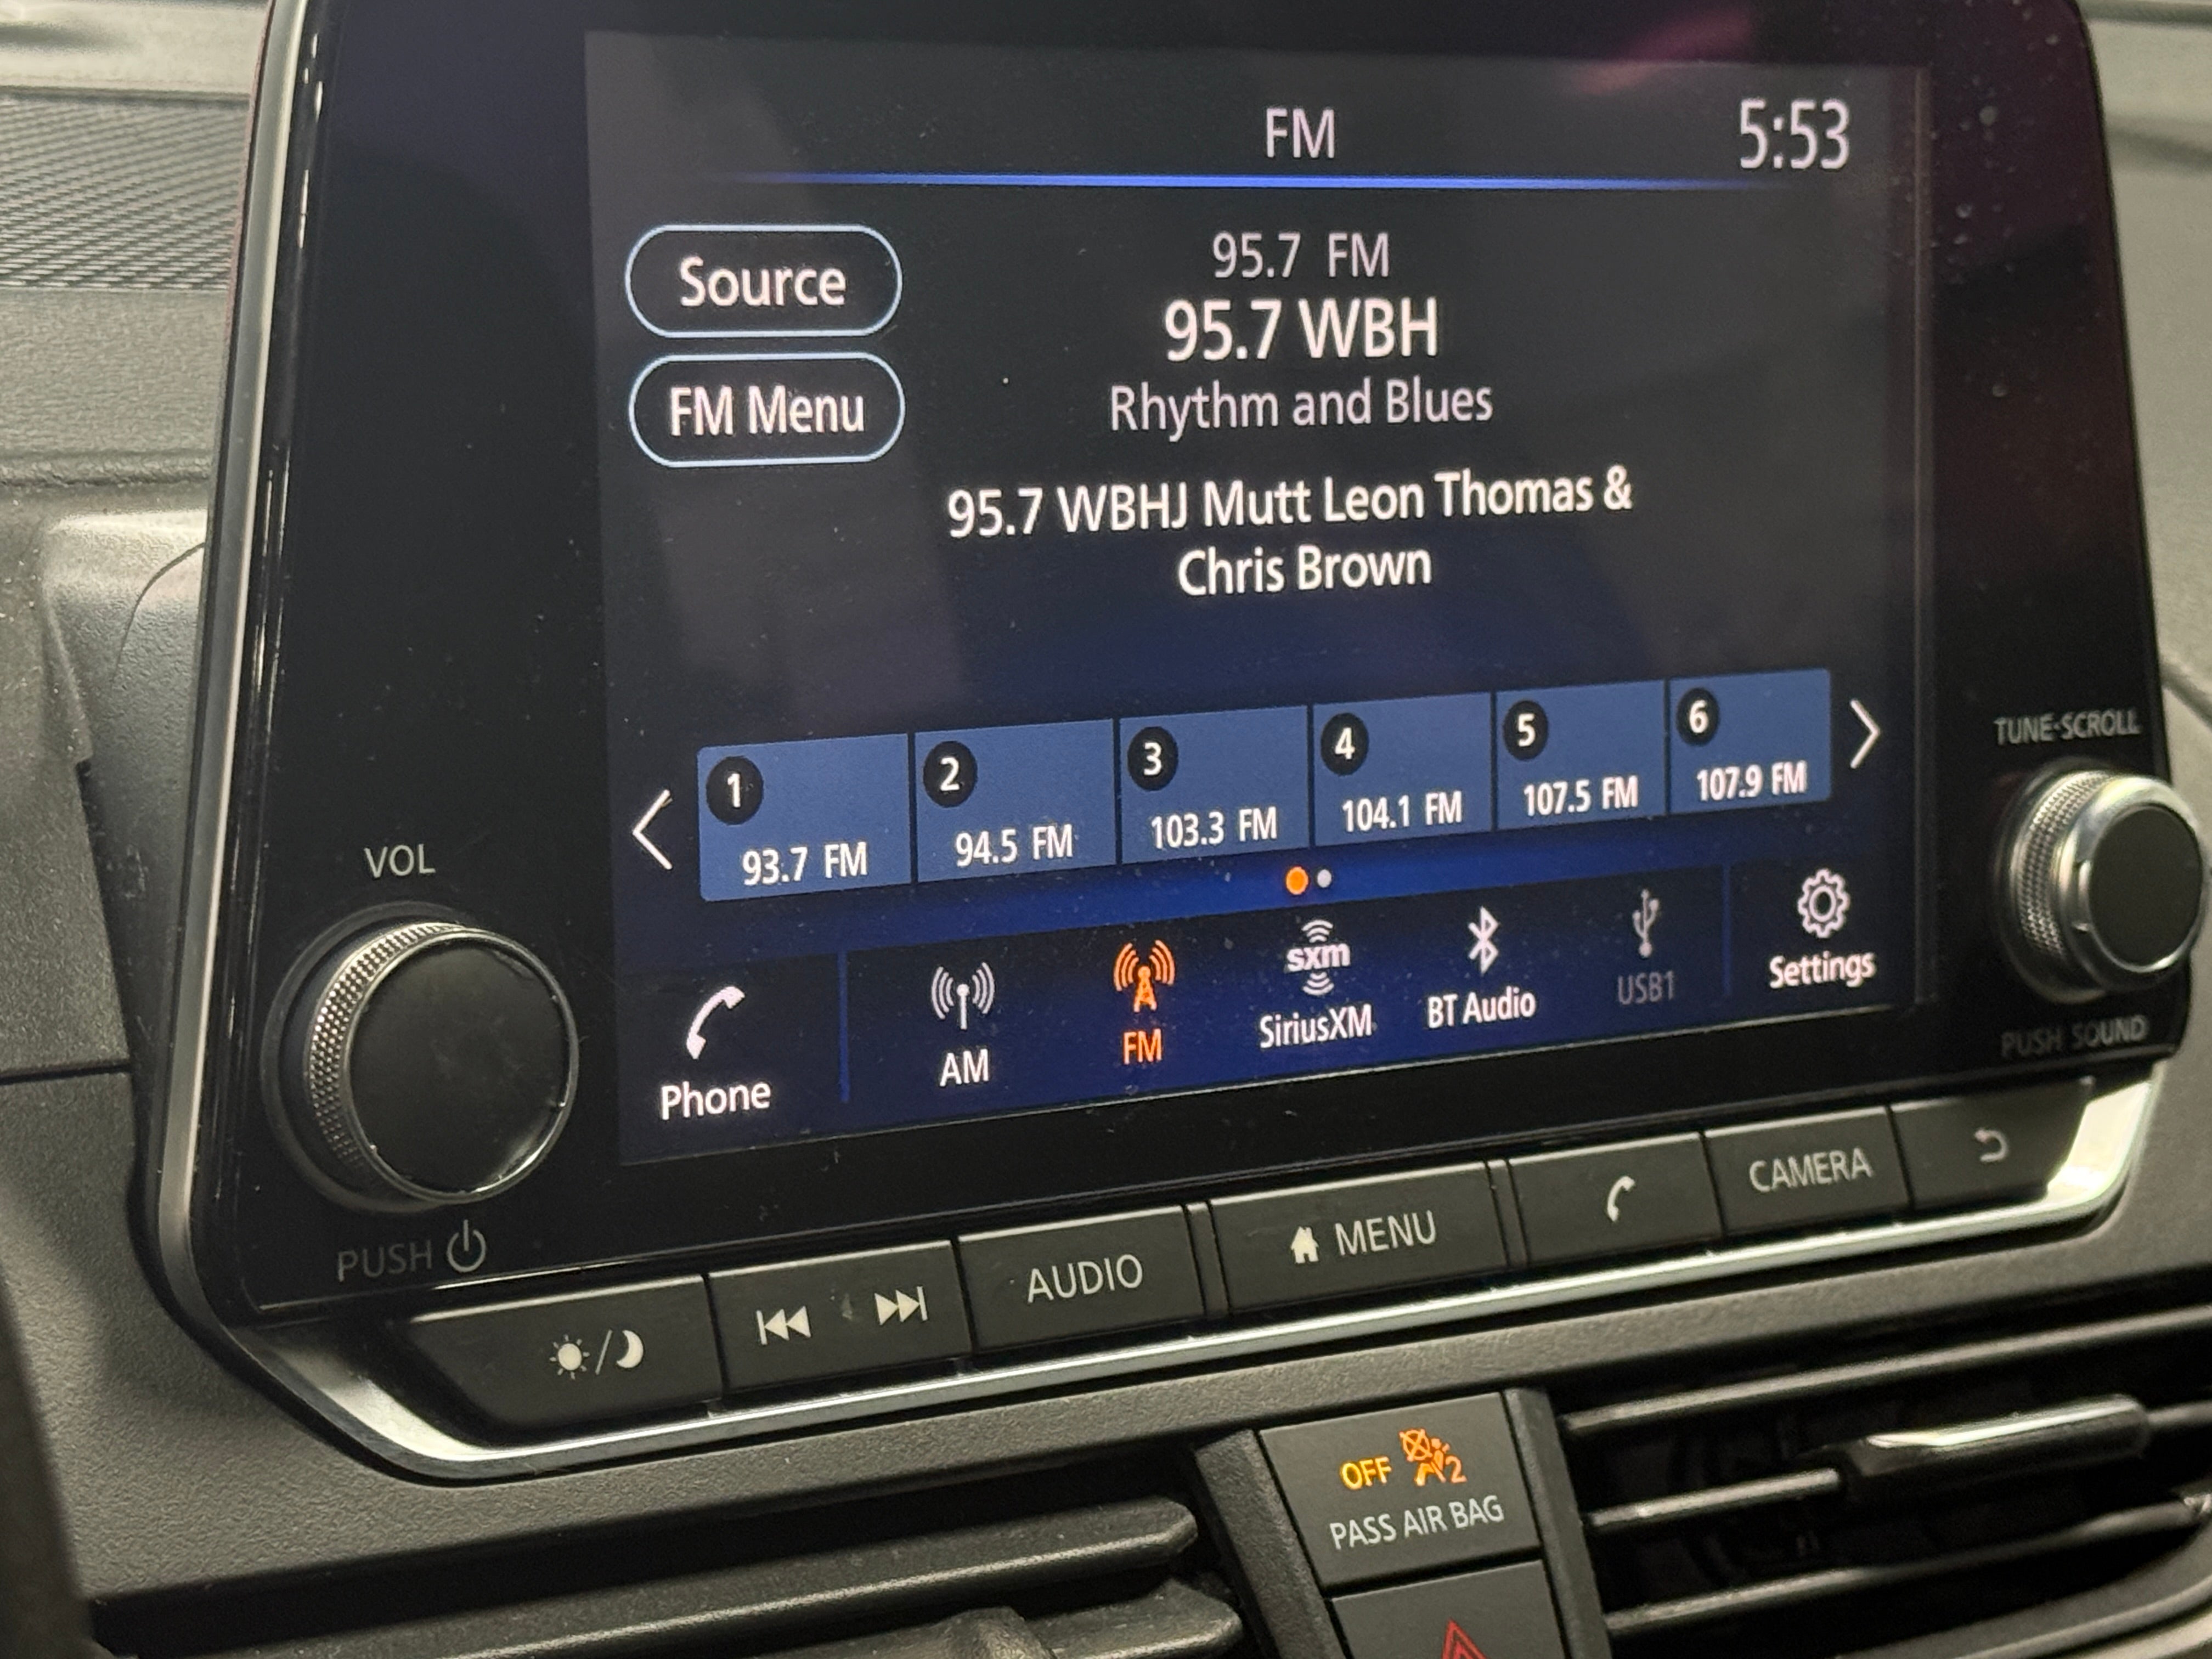 FM
5:53
Source
95.7 FM
95.7 WBH
FM Menu
Rhythm and Blues
95.7 WBHJ Mutt Leon Thomas &
Chris Brown
1
93.7 FM
2
94.5 FM
3
103.3 FM
4
104.1 FM
5
107.5 FM
6
107.9 FM
TUNE·SCROLL
VOL
Phone
AM
FM
sxm
SiriusXM
BT Audio
USB1
Settings
PUSH SOUND
PUSH
AUDIO
MENU
CAMERA
OFF 2
PASS AIR BAG